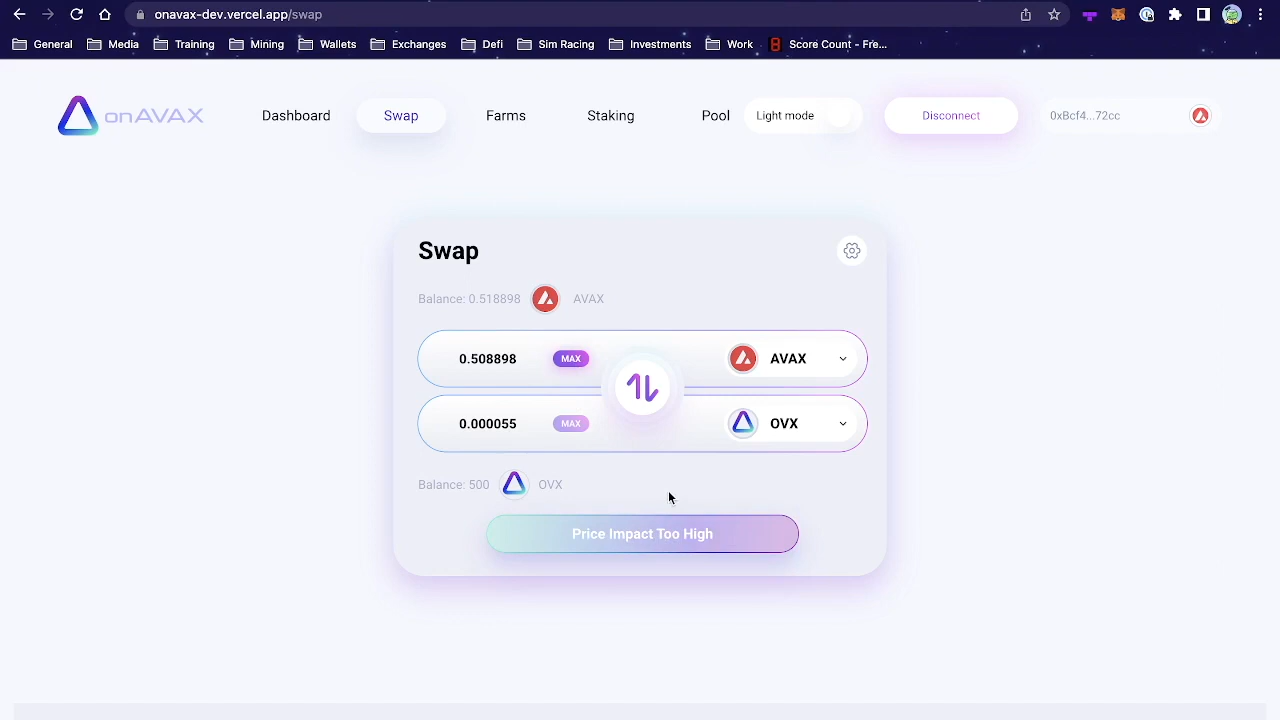 onavax-dev.vercel.app/swap
General Media Training Mining Wallets Exchanges Defi Sim Racing Investments Work 8 Score Count - Fre...
onAVAX Dashboard Swap Farms Staking Pool Light mode Disconnect 0xBcf4...72cc
Swap
Balance: 0.518898 AVAX
0.508898 MAX AVAX
0.000055 MAX OVX
Balance: 500 OVX
Price Impact Too High